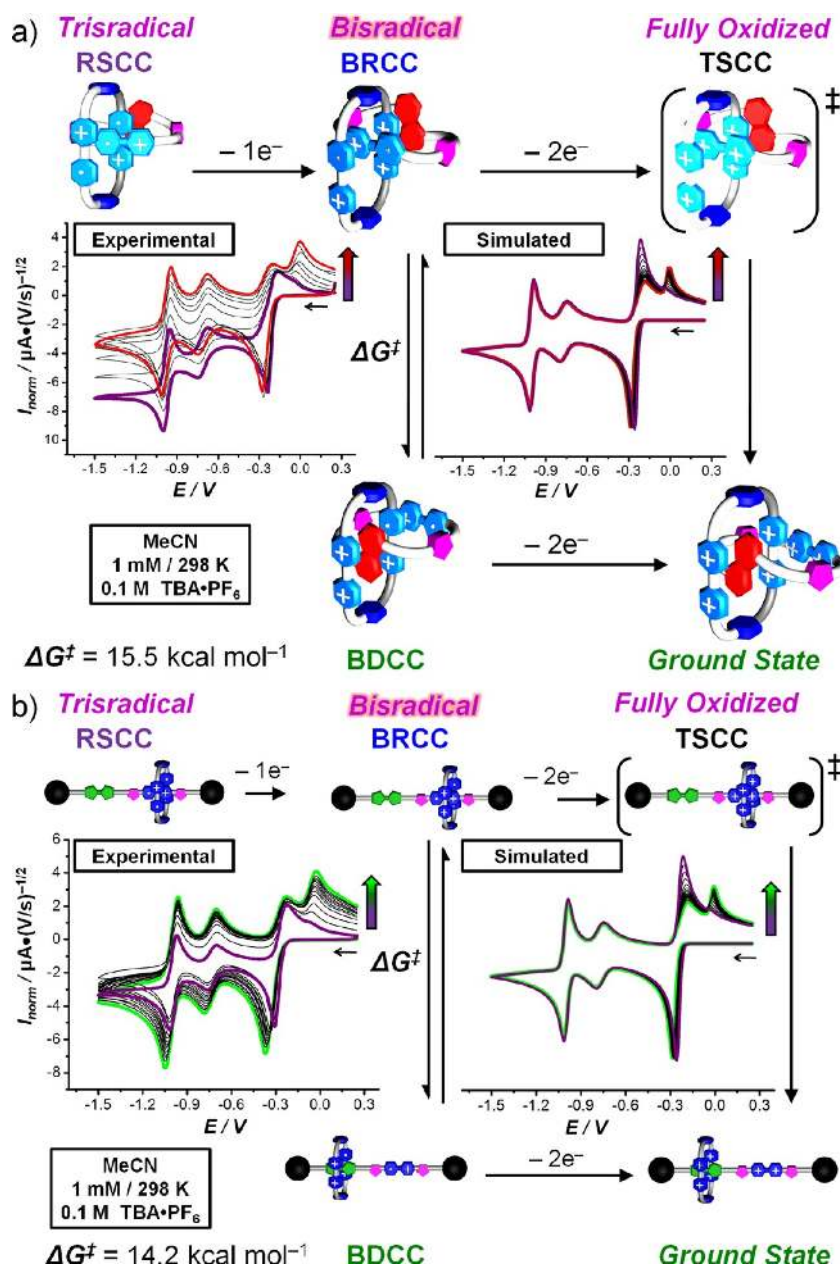 a) Trisradical Bisradical Fully Oxidized
RSCC BRCC TSCC
‡
– 1e– – 2e–
Experimental Simulated
4
2
0
-2
-4
-6
-8
10
Inorm / µA•(V/s)–1/2
ΔG‡
-1.5 -1.2 -0.9 -0.6 -0.3 0.0 0.3
E / V
-1.5 -1.2 -0.9 -0.6 -0.3 0.0 0.3
E / V
MeCN
1 mM / 298 K
0.1 M TBA•PF6
– 2e–
ΔG‡ = 15.5 kcal mol–1
BDCC Ground State
b) Trisradical Bisradical Fully Oxidized
RSCC BRCC TSCC
‡
– 1e– – 2e–
Experimental Simulated
6
4
2
0
-2
-4
-6
-8
Inorm / µA•(V/s)–1/2
ΔG‡
-1.5 -1.2 -0.9 -0.6 -0.3 0.0 0.3
E / V
-1.5 -1.2 -0.9 -0.6 -0.3 0.0 0.3
E / V
MeCN
1 mM / 298 K
0.1 M TBA•PF6
– 2e–
ΔG‡ = 14.2 kcal mol–1
BDCC Ground State